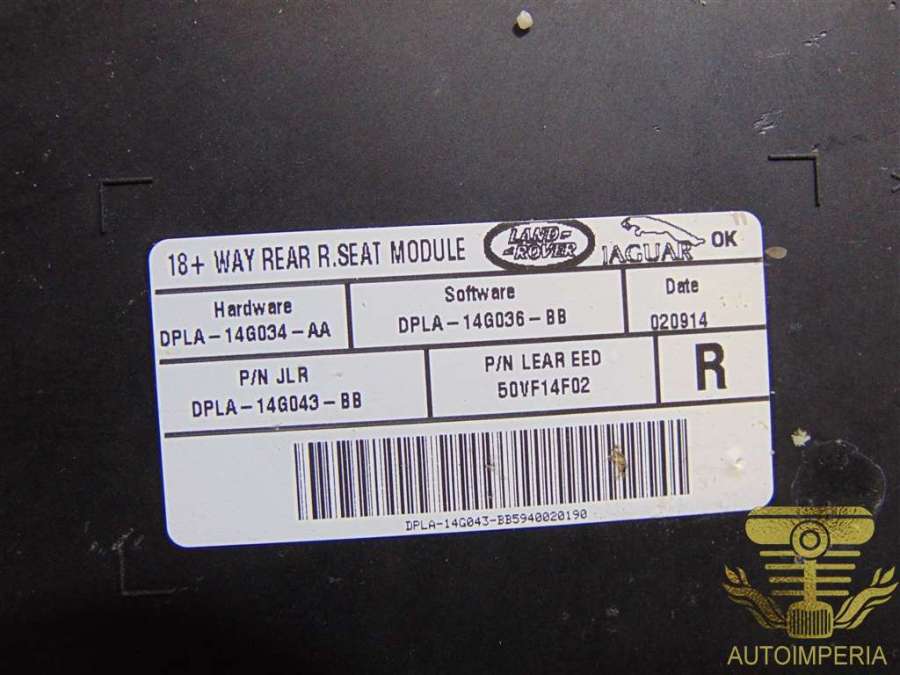 18+ WAY REAR R.SEAT MODULE LAND-ROVER JAGUAR OK
Hardware
DPLA-14G034-AA
Software
DPLA-14G036-BB
Date
020914
P/N JLR
DPLA-14G043-BB
P/N LEAR EED
50VF14F02
R
DPLA-14G043-BB5940020190
AUTOIMPERIA